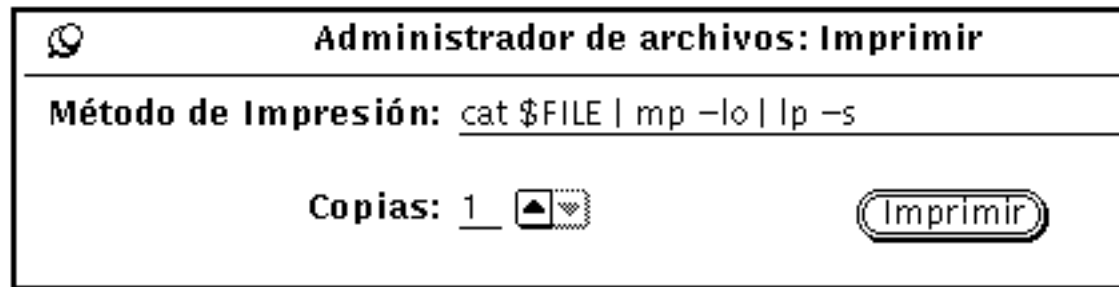 Administrador de archivos: Imprimir
Método de Impresión: cat $FILE | mp –lo | lp –s
Copias: 1 Imprimir